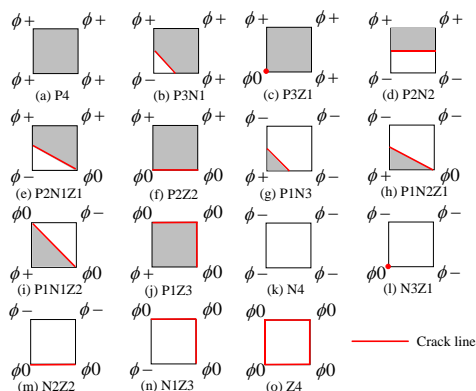 ϕ+ ϕ+ ϕ+ ϕ+ ϕ+ ϕ+ ϕ+ ϕ+
ϕ+ ϕ+ ϕ− ϕ+ ϕ0 ϕ+ ϕ− ϕ−
(a) P4 (b) P3N1 (c) P3Z1 (d) P2N2
ϕ+ ϕ+ ϕ+ ϕ+ ϕ− ϕ− ϕ− ϕ−
ϕ− ϕ0 ϕ0 ϕ0 ϕ+ ϕ− ϕ+ ϕ0
(e) P2N1Z1 (f) P2Z2 (g) P1N3 (h) P1N2Z1
ϕ0 ϕ− ϕ0 ϕ0 ϕ− ϕ− ϕ− ϕ−
ϕ+ ϕ0 ϕ+ ϕ0 ϕ− ϕ− ϕ0 ϕ−
(i) P1N1Z2 (j) P1Z3 (k) N4 (l) N3Z1
ϕ− ϕ− ϕ0 ϕ0 ϕ0 ϕ0
Crack line
ϕ0 ϕ0 ϕ− ϕ0 ϕ0 ϕ0
(m) N2Z2 (n) N1Z3 (o) Z4